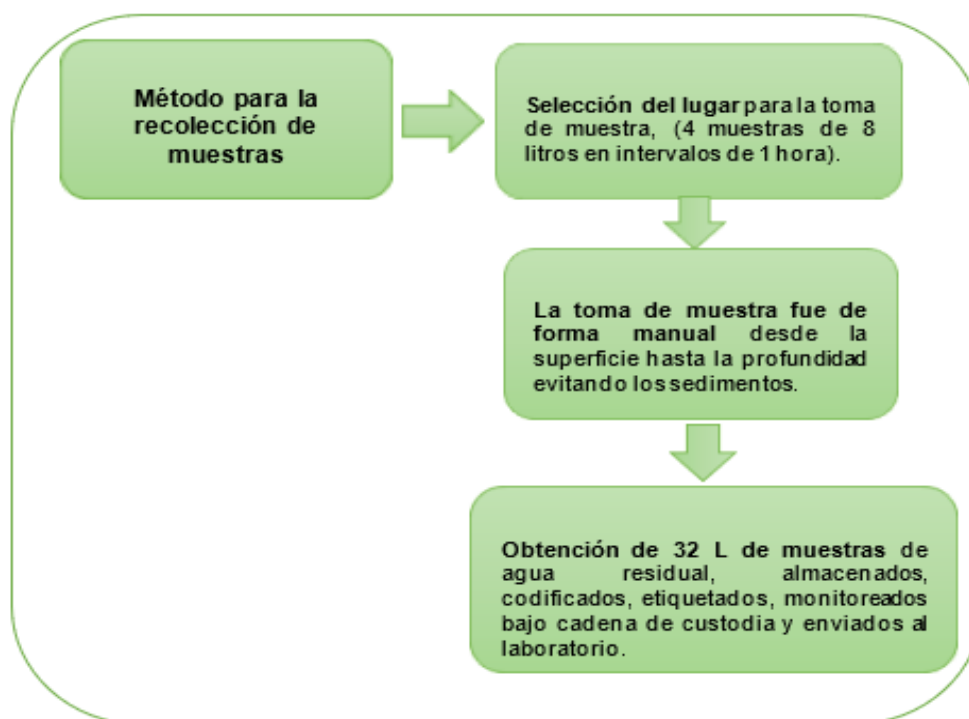 Método para la
recolección de
muestras
Selección del lugar para la toma
de muestra, (4 muestras de 8
litros en intervalos de 1 hora).
La toma de muestra fue de
forma manual desde la
superficie hasta la profundidad
evitando los sedimentos.
Obtención de 32 L de muestras de
agua residual, almacenados,
codificados, etiquetados, monitoreados
bajo cadena de custodia y enviados al
laboratorio.